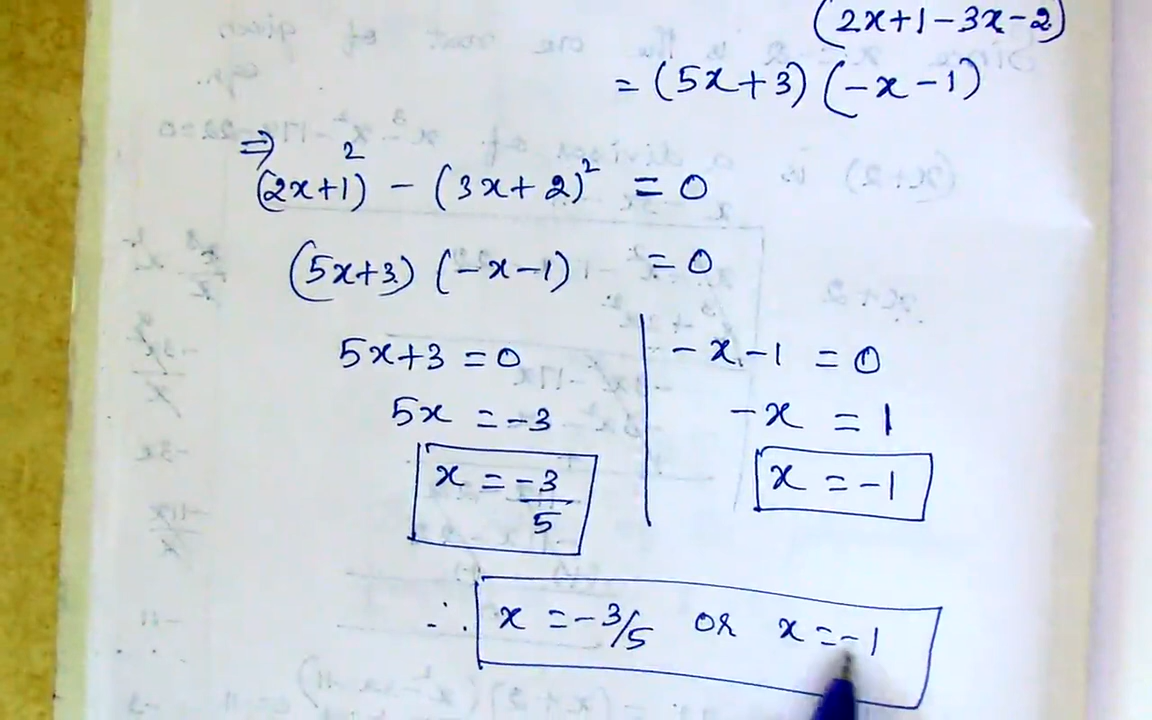 (2x+1-3x-2)
= (5x+3) (-x-1)
⇒ (2x+1)² - (3x+2)² = 0
(5x+3) (-x-1) = 0
5x+3 = 0 | -x-1 = 0
5x = -3 | -x = 1
x = -3/5 | x = -1
∴ x = -3/5 or x = -1